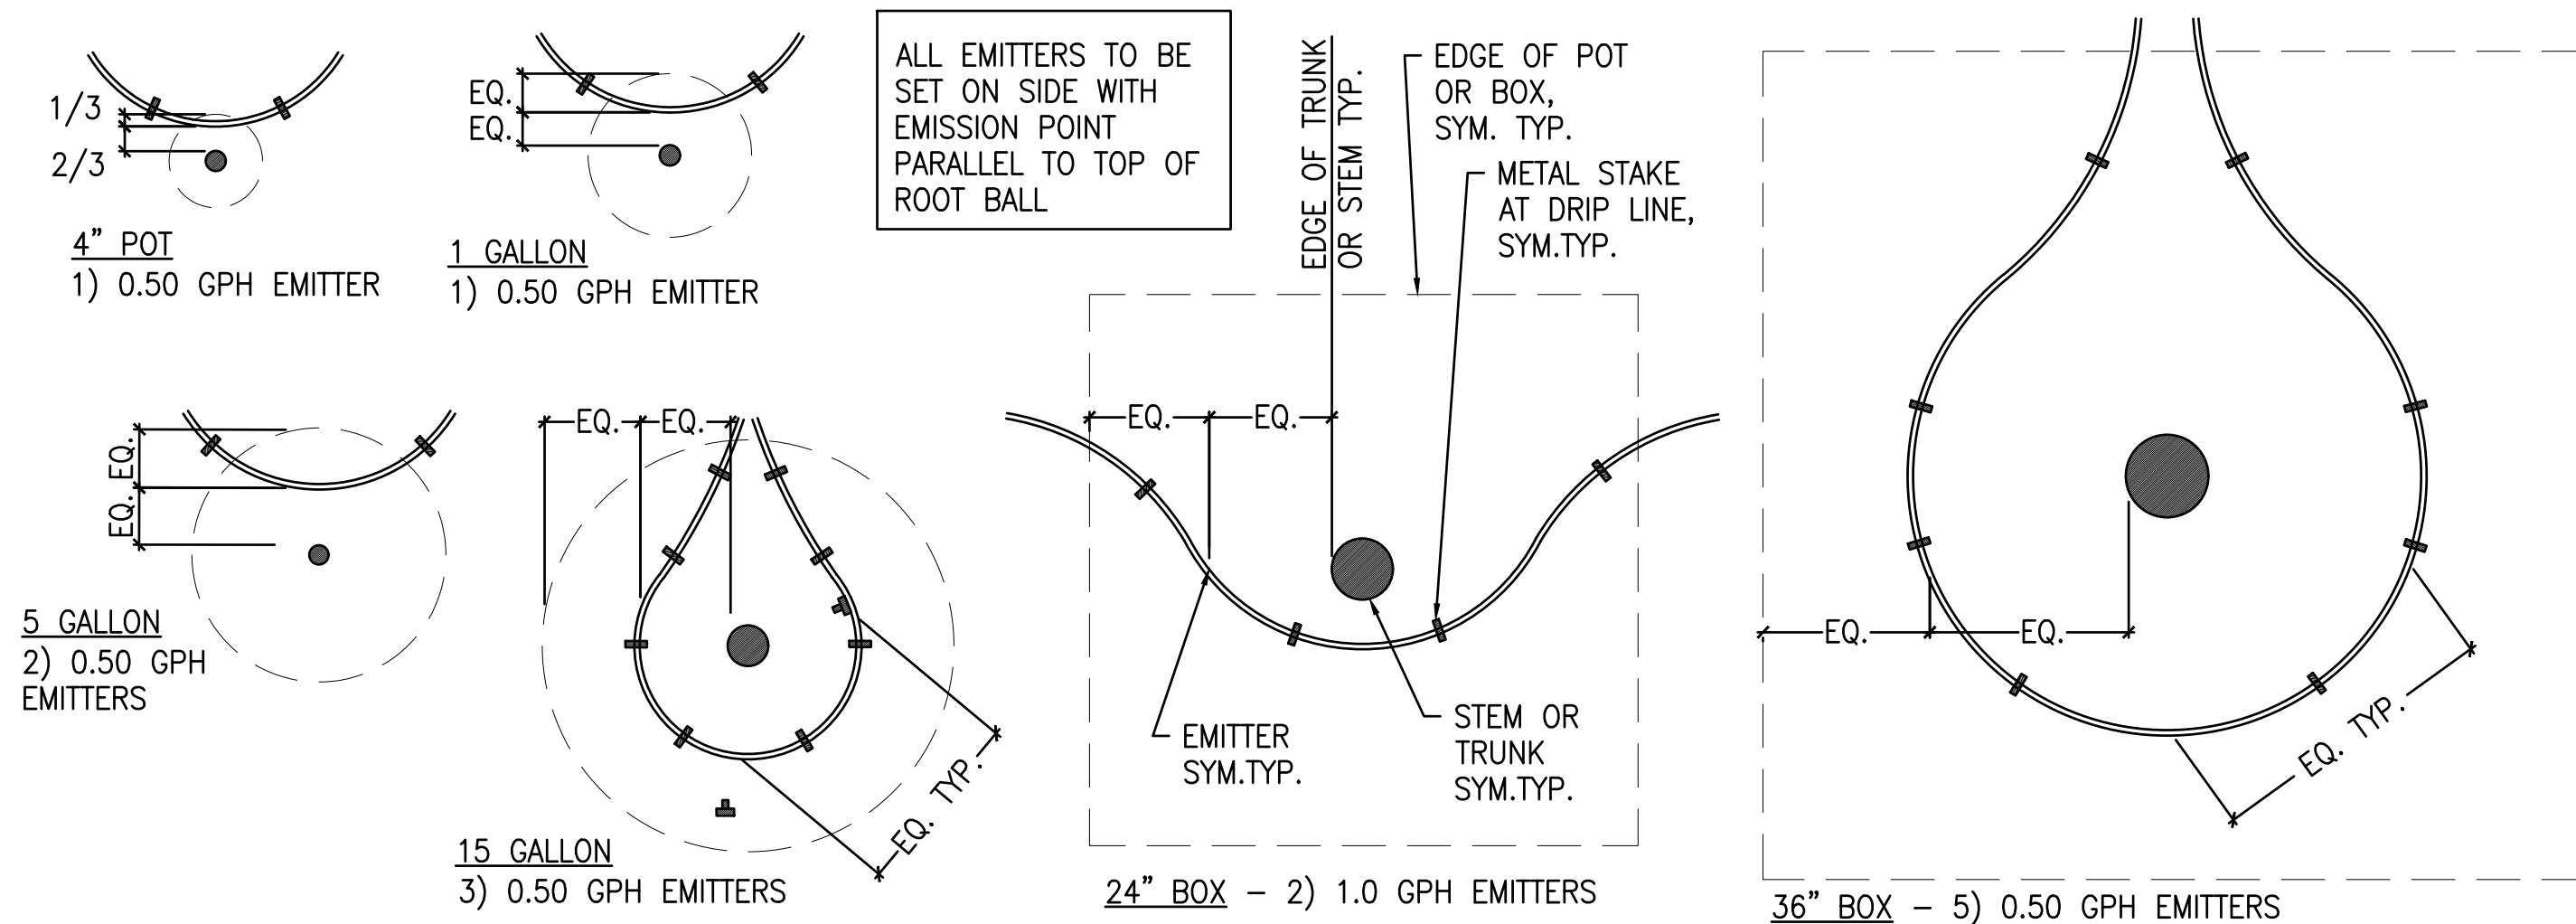 1/3
2/3
4" POT
1) 0.50 GPH EMITTER
EQ.
EQ.
1 GALLON
1) 0.50 GPH EMITTER
ALL EMITTERS TO BE
SET ON SIDE WITH
EMISSION POINT
PARALLEL TO TOP OF
ROOT BALL
EDGE OF TRUNK
OR STEM TYP.
EDGE OF POT
OR BOX,
SYM. TYP.
METAL STAKE
AT DRIP LINE,
SYM.TYP.
EQ.
EQ.
5 GALLON
2) 0.50 GPH
EMITTERS
EQ.
EQ.
EQ. TYP.
15 GALLON
3) 0.50 GPH EMITTERS
EQ.
EQ.
EMITTER
SYM.TYP.
STEM OR
TRUNK
SYM.TYP.
24" BOX - 2) 1.0 GPH EMITTERS
EQ.
EQ.
EQ. TYP.
36" BOX - 5) 0.50 GPH EMITTERS